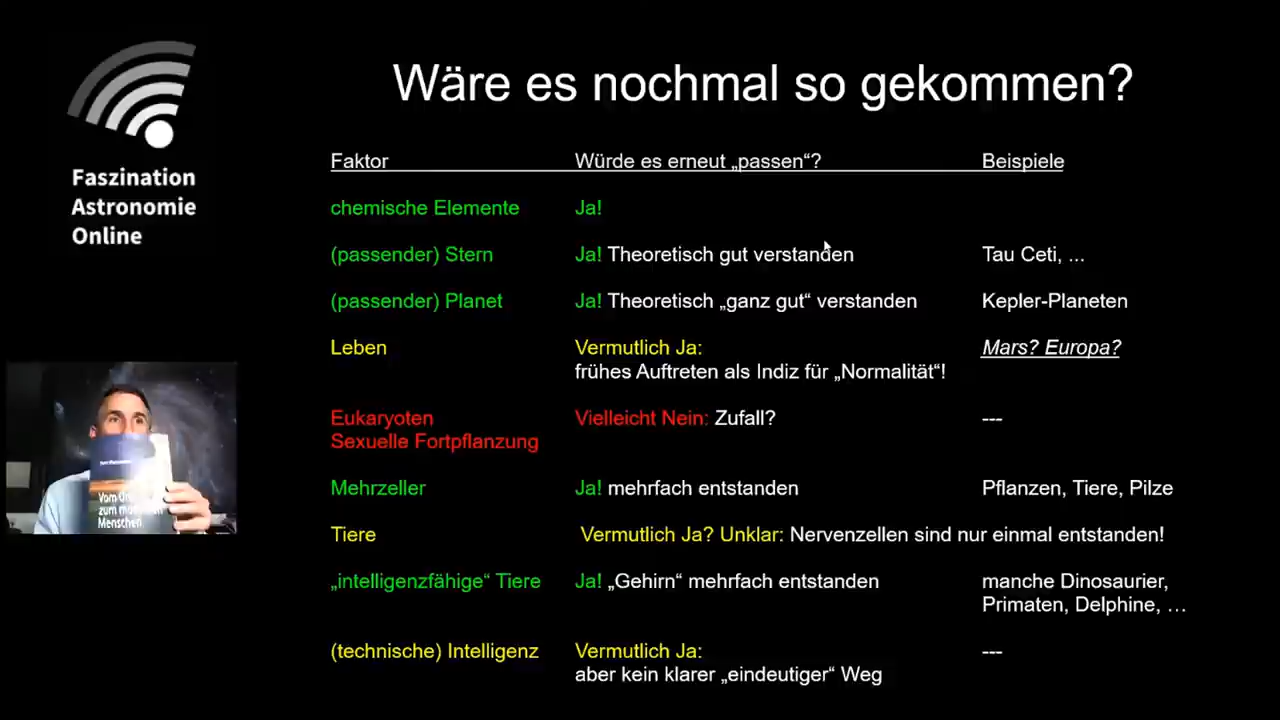 Wäre es nochmal so gekommen?
Faszination
Astronomie
Online
Faktor Würde es erneut „passen“? Beispiele
chemische Elemente Ja!
(passender) Stern Ja! Theoretisch gut verstanden Tau Ceti, ...
(passender) Planet Ja! Theoretisch „ganz gut“ verstanden Kepler-Planeten
Leben Vermutlich Ja: Mars? Europa?
frühes Auftreten als Indiz für „Normalität“!
Eukaryoten Vielleicht Nein: Zufall? ---
Sexuelle Fortpflanzung
Mehrzeller Ja! mehrfach entstanden Pflanzen, Tiere, Pilze
Tiere Vermutlich Ja? Unklar: Nervenzellen sind nur einmal entstanden!
„intelligenzfähige“ Tiere Ja! „Gehirn“ mehrfach entstanden manche Dinosaurier,
Primaten, Delphine, …
(technische) Intelligenz Vermutlich Ja: ---
aber kein klarer „eindeutiger“ Weg
Vom
zum
Menschen